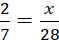 2/7 = x/28